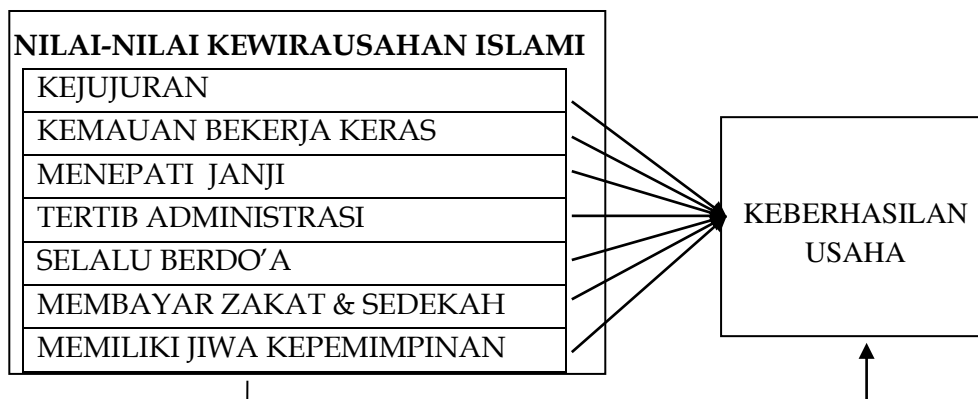 NILAI-NILAI KEWIRAUSAHAN ISLAMI
KEJUJURAN
KEMAUAN BEKERJA KERAS
MENEPATI JANJI
TERTIB ADMINISTRASI
SELALU BERDO’A
MEMBAYAR ZAKAT & SEDEKAH
MEMILIKI JIWA KEPEMIMPINAN
KEBERHASILAN
USAHA